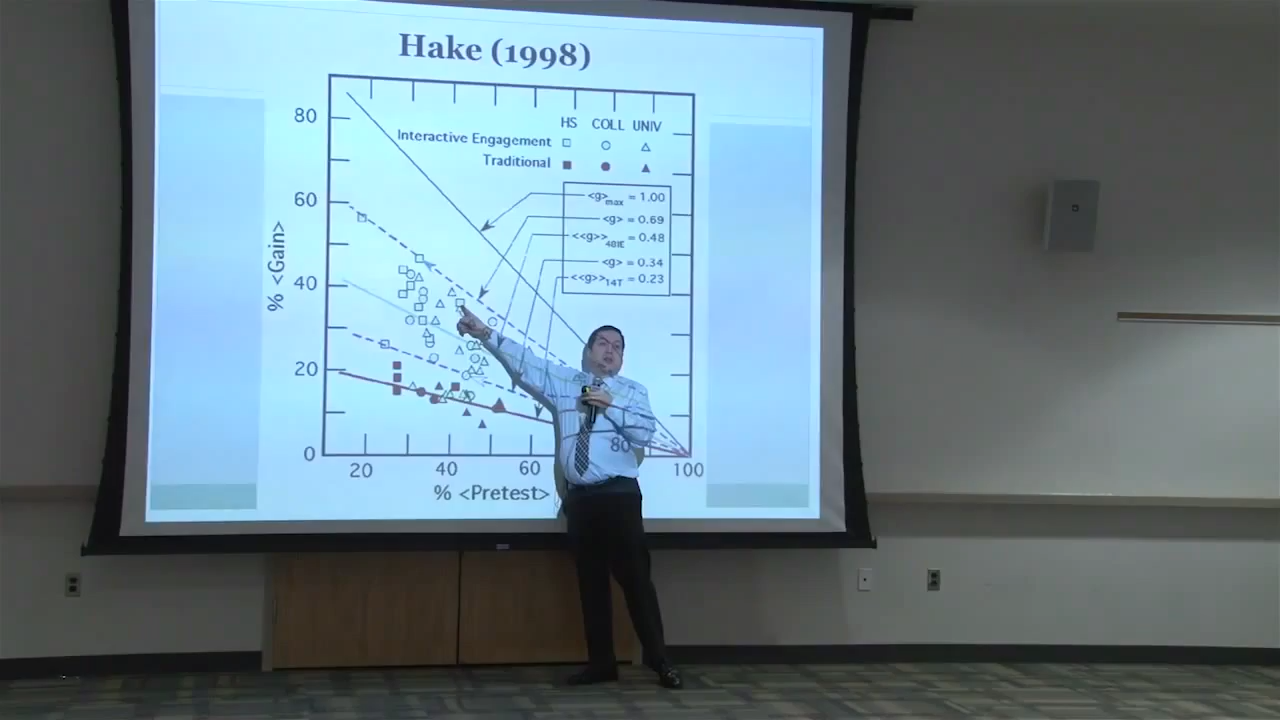 Hake (1998)
HS COLL UNIV
Interactive Engagement
Traditional
<g>max = 1.00
<g> = 0.69
<<g>>48IE = 0.48
<g> = 0.34
<<g>>14T = 0.23
80
60
40
20
0
% <Gain>
20 40 60 80 100
% <Pretest>